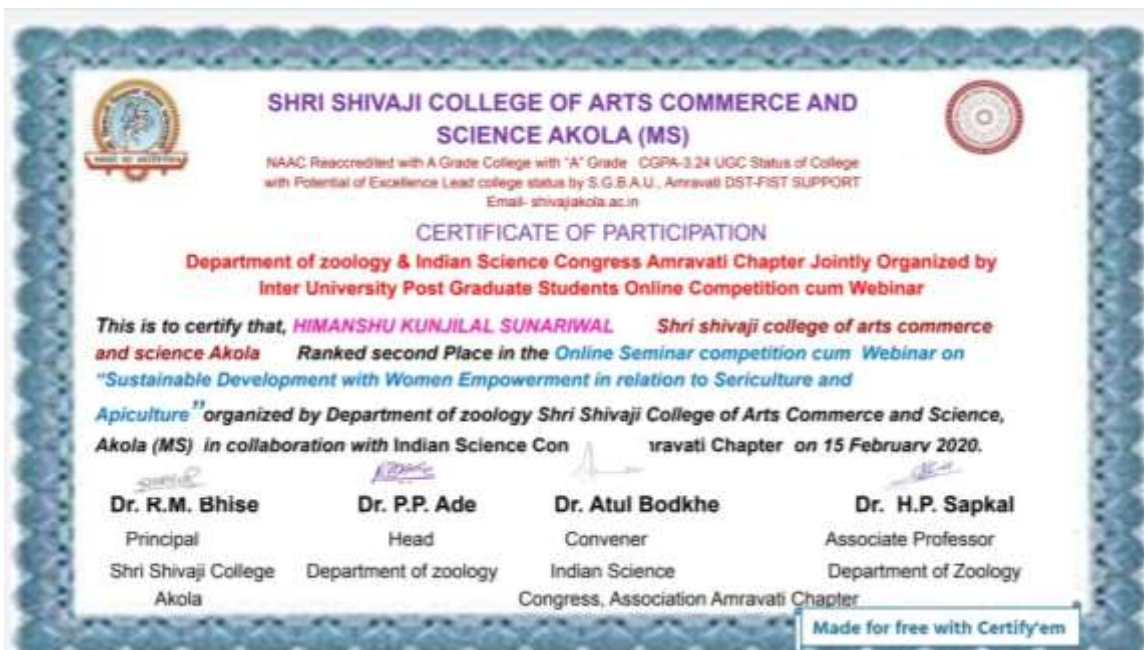 SHRI SHIVAJI COLLEGE OF ARTS COMMERCE AND
SCIENCE AKOLA (MS)
NAAC Reaccredited with A Grade College with "A" Grade CGPA-3.24 UGC Status of College
with Potential of Excellence Lead college status by S.G.B.A.U., Amravati DST-FIST SUPPORT
Email- shivajiakola.ac.in
CERTIFICATE OF PARTICIPATION
Department of zoology & Indian Science Congress Amravati Chapter Jointly Organized by
Inter University Post Graduate Students Online Competition cum Webinar
This is to certify that, HIMANSHU KUNJILAL SUNARIWAL Shri shivaji college of arts commerce
and science Akola Ranked second Place in the Online Seminar competition cum Webinar on
"Sustainable Development with Women Empowerment in relation to Sericulture and
Apiculture" organized by Department of zoology Shri Shivaji College of Arts Commerce and Science,
Akola (MS) in collaboration with Indian Science Con ravati Chapter on 15 February 2020.
Dr. R.M. Bhise Dr. P.P. Ade Dr. Atul Bodkhe Dr. H.P. Sapkal
Principal Head Convener Associate Professor
Shri Shivaji College Department of zoology Indian Science Department of Zoology
Akola Congress, Association Amravati Chapter
Made for free with Certify'em